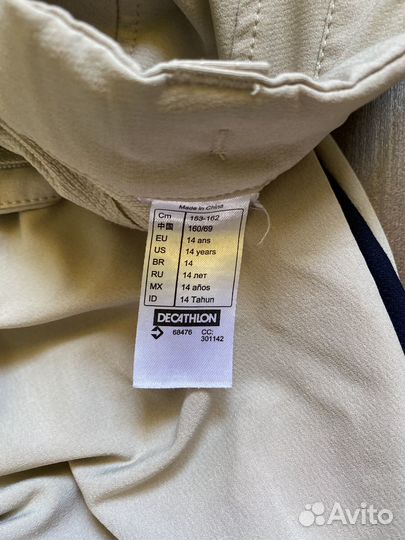 Made in China
Cm 153-162
中国 160/69
EU 14 ans
US 14 years
BR 14
RU 14 лет
MX 14 años
ID 14 Tahun
DECATHLON
68476 CC:
301142
Avito